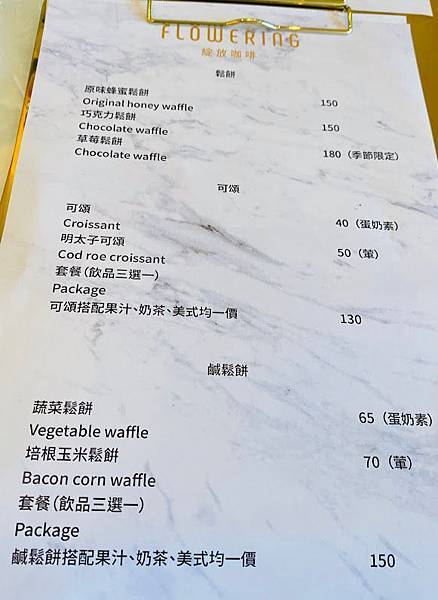 FLOWERING
綻放咖啡
鬆餅
原味蜂蜜鬆餅
Original honey waffle 150
巧克力鬆餅
Chocolate waffle 150
草莓鬆餅
Chocolate waffle 180（季節限定）
可頌
可頌
Croissant 40（蛋奶素）
明太子可頌
Cod roe croissant 50（葷）
套餐（飲品三選一）
Package
可頌搭配果汁、奶茶、美式均一價 130
鹹鬆餅
蔬菜鬆餅 65（蛋奶素）
Vegetable waffle
培根玉米鬆餅 70（葷）
Bacon corn waffle
套餐（飲品三選一）
Package
鹹鬆餅搭配果汁、奶茶、美式均一價 150